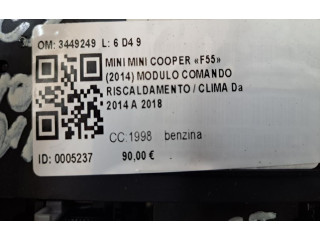 OM: 3449249 L: 6 D4 9
MINI MINI COOPER «F55»
(2014) MODULO COMANDO
RISCALDAMENTO / CLIMA Da
2014 A 2018
CC:1998 benzina
ID: 0005237 90,00 €